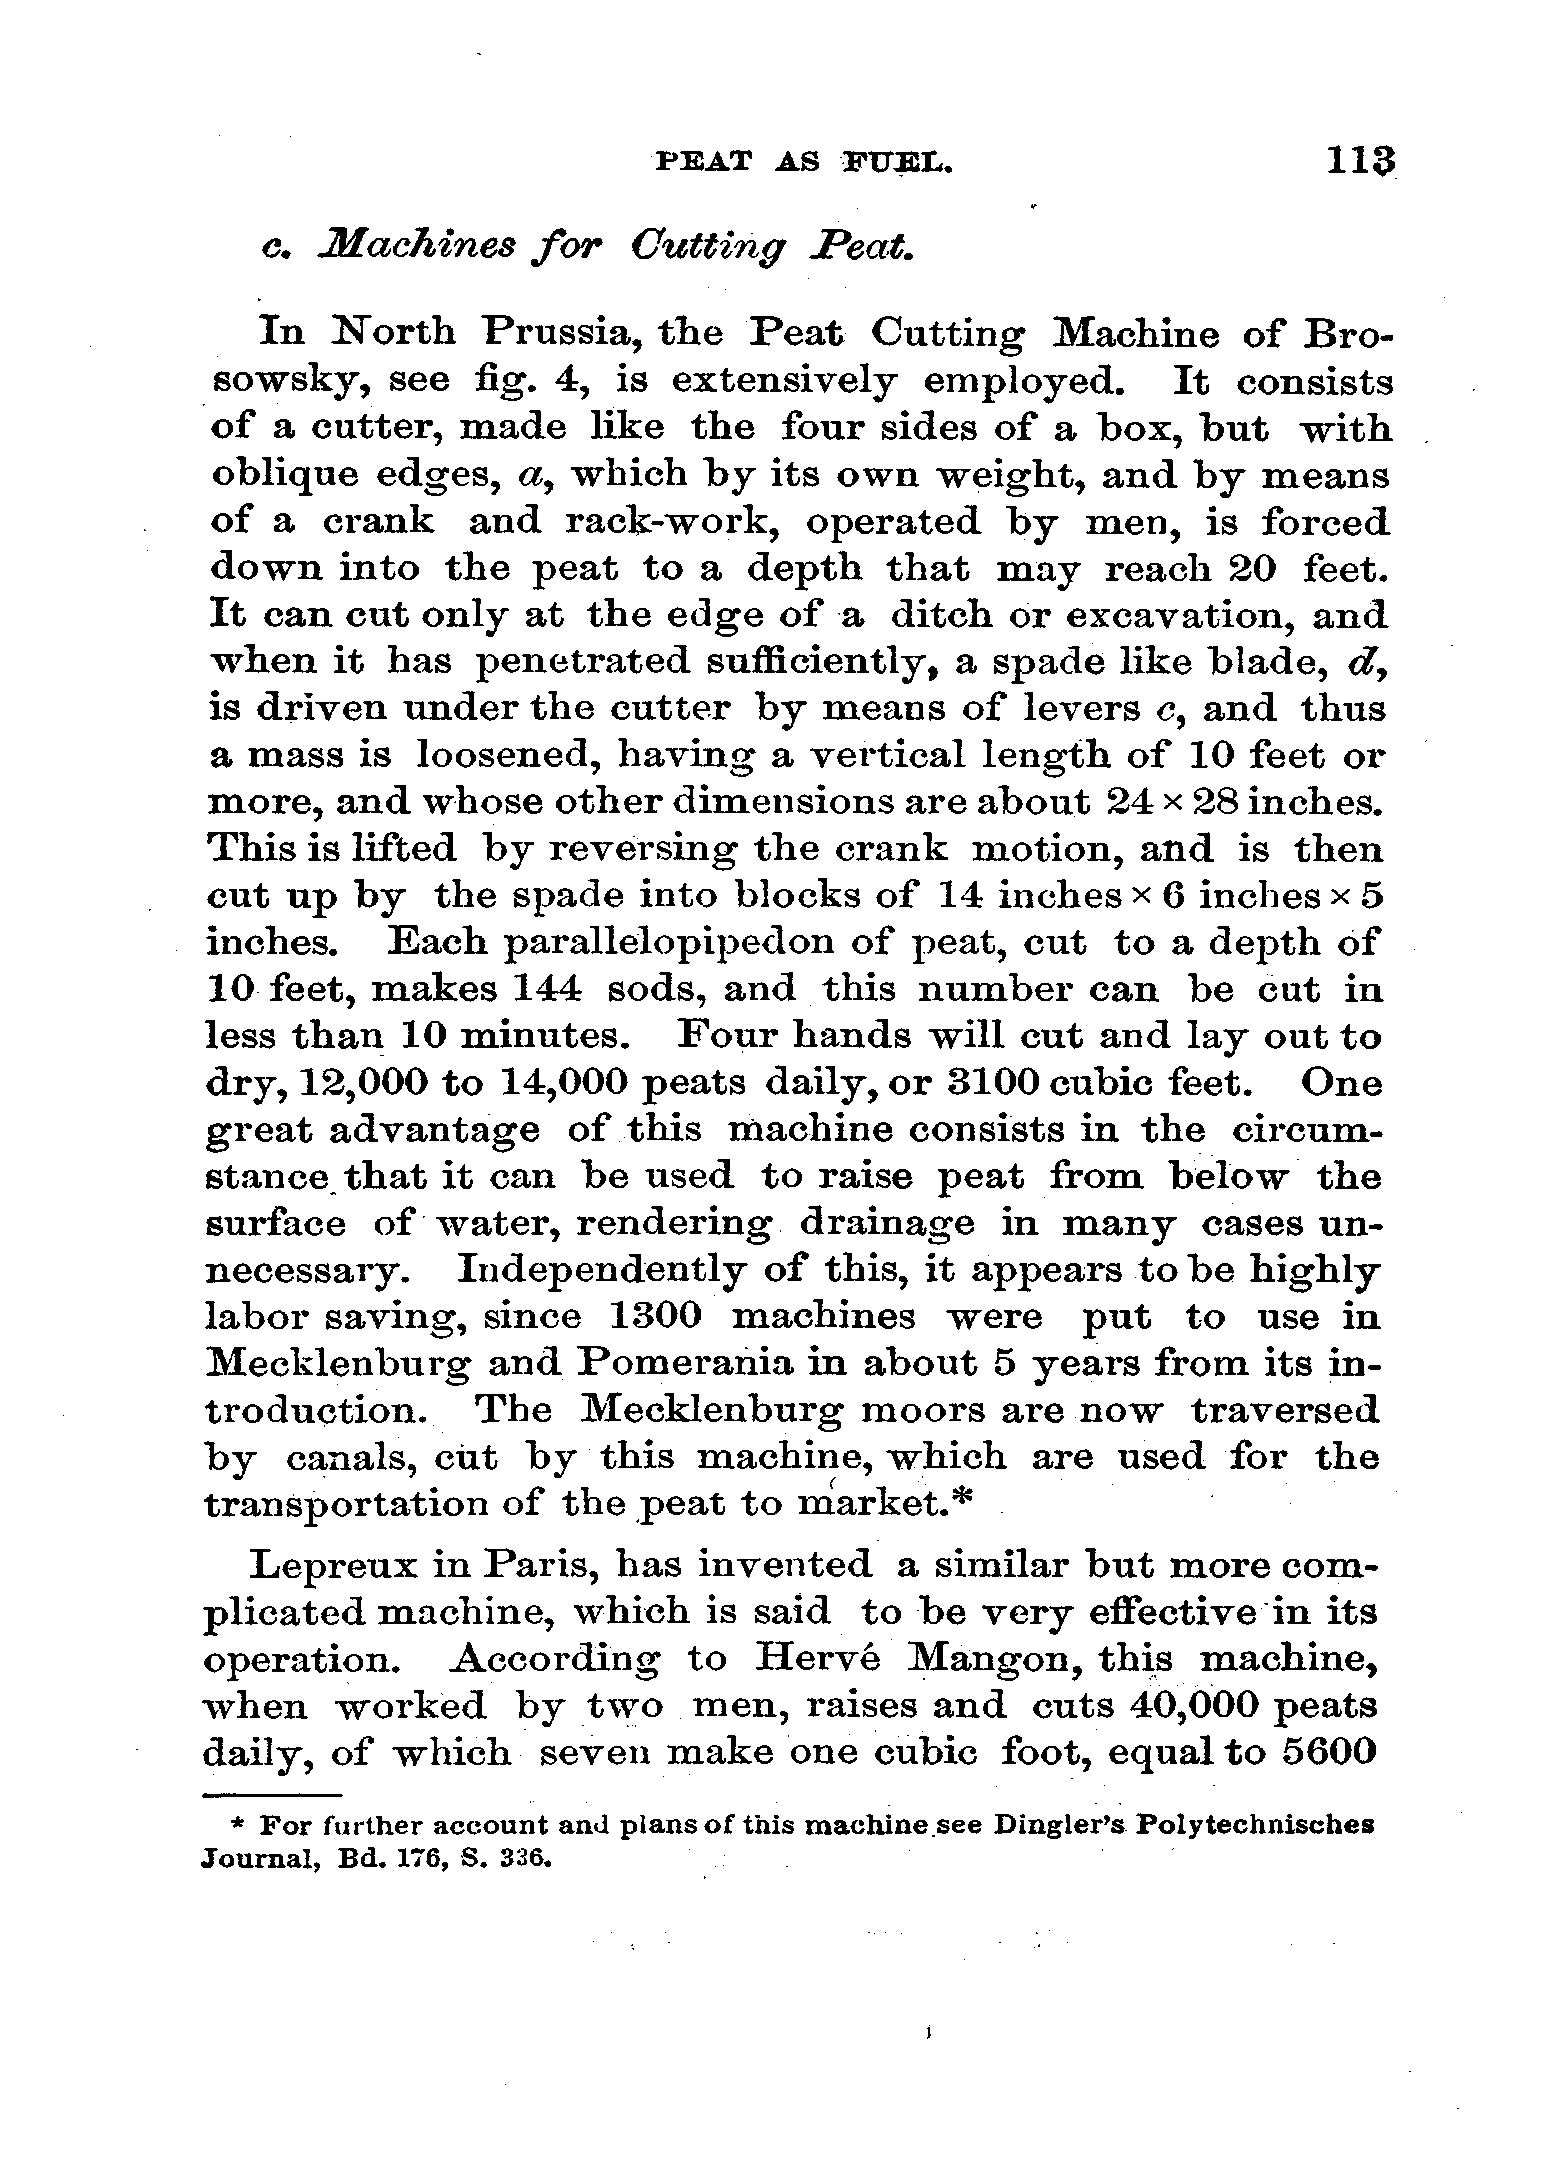 PEAT AS FUEL. 113
c. Machines for Cutting Peat.
In North Prussia, the Peat Cutting Machine of Bro-
sowsky, see fig. 4, is extensively employed. It consists
of a cutter, made like the four sides of a box, but with
oblique edges, a, which by its own weight, and by means
of a crank and rack-work, operated by men, is forced
down into the peat to a depth that may reach 20 feet.
It can cut only at the edge of a ditch or excavation, and
when it has penetrated sufficiently, a spade like blade, d,
is driven under the cutter by means of levers c, and thus
a mass is loosened, having a vertical length of 10 feet or
more, and whose other dimensions are about 24 × 28 inches.
This is lifted by reversing the crank motion, and is then
cut up by the spade into blocks of 14 inches × 6 inches × 5
inches. Each parallelopipedon of peat, cut to a depth of
10 feet, makes 144 sods, and this number can be cut in
less than 10 minutes. Four hands will cut and lay out to
dry, 12,000 to 14,000 peats daily, or 3100 cubic feet. One
great advantage of this machine consists in the circum-
stance that it can be used to raise peat from below the
surface of water, rendering drainage in many cases un-
necessary. Independently of this, it appears to be highly
labor saving, since 1300 machines were put to use in
Mecklenburg and Pomerania in about 5 years from its in-
troduction. The Mecklenburg moors are now traversed
by canals, cut by this machine, which are used for the
transportation of the peat to market.*
Lepreux in Paris, has invented a similar but more com-
plicated machine, which is said to be very effective in its
operation. According to Hervé Mangon, this machine,
when worked by two men, raises and cuts 40,000 peats
daily, of which seven make one cubic foot, equal to 5600
* For further account and plans of this machine see Dingler's Polytechnisches
Journal, Bd. 176, S. 336.